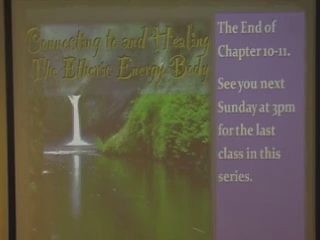 Connecting to and Healing
The Etheric Energy Body
The End of
Chapter 10-11.
See you next
Sunday at 3pm
for the last
class in this
series.